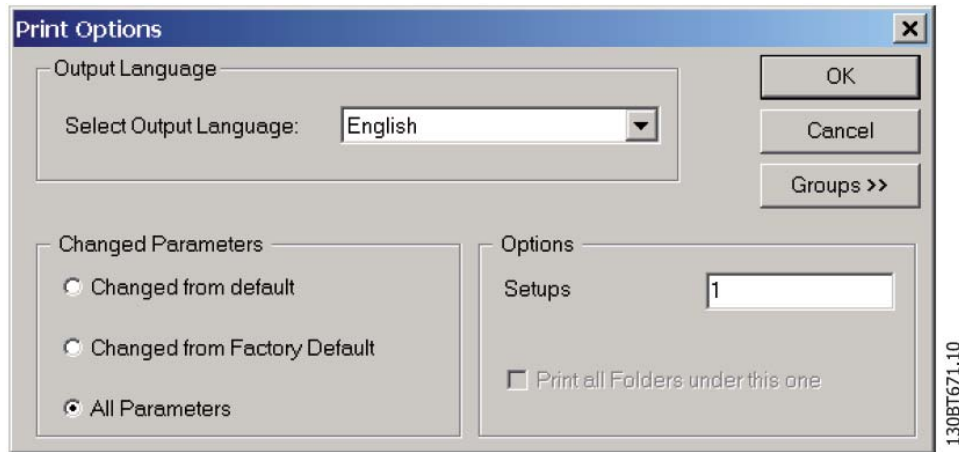 Print Options
Output Language
Select Output Language: English
OK
Cancel
Groups >>
Changed Parameters
Changed from default
Changed from Factory Default
All Parameters
Options
Setups 1
Print all Folders under this one
130BT671.10